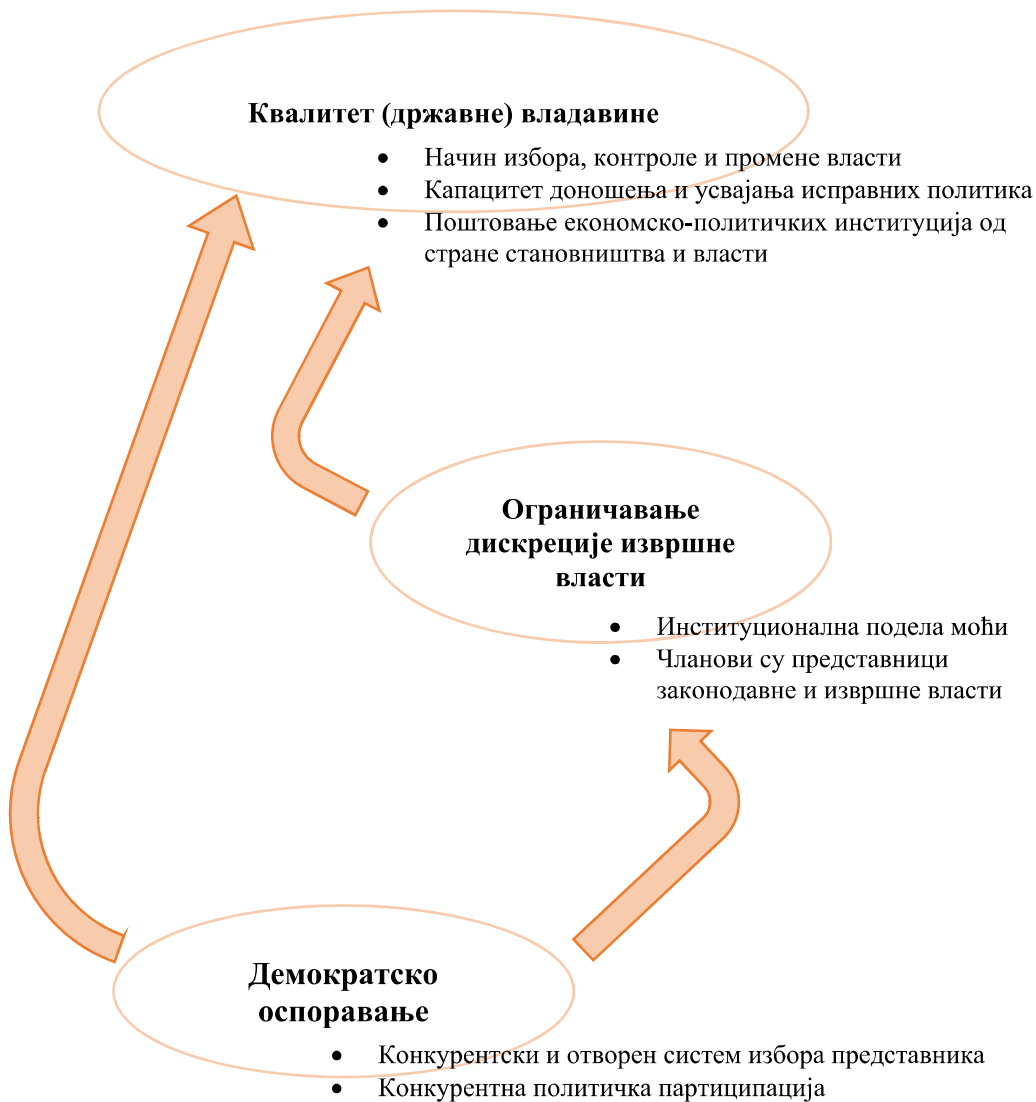 Квалитет (државне) владавине
• Начин избора, контроле и промене власти
• Капацитет доношења и усвајања исправних политика
• Поштовање економско-политичких институција од
стране становништва и власти
Ограничавање
дискреције извршне
власти
• Институционална подела моћи
• Чланови су представници
законодавне и извршне власти
Демократско
оспоравање
• Конкурентски и отворен систем избора представника
• Конкурентна политичка партиципација